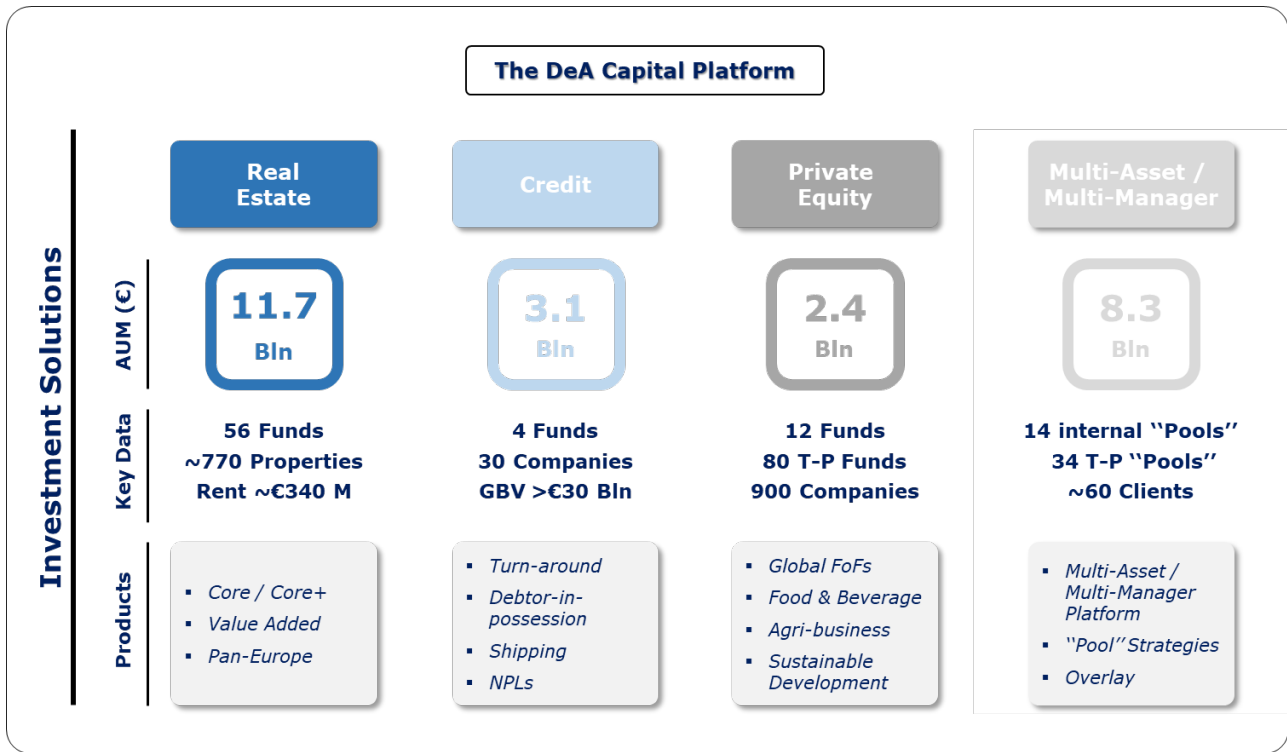 The DeA Capital Platform
Investment Solutions
Real
Estate
Credit
Private
Equity
Multi-Asset /
Multi-Manager
AUM (€)
11.7
Bln
3.1
Bln
2.4
Bln
8.3
Bln
Key Data
56 Funds
~770 Properties
Rent ~€340 M
4 Funds
30 Companies
GBV >€30 Bln
12 Funds
80 T-P Funds
900 Companies
14 internal ‘‘Pools’’
34 T-P ‘‘Pools’’
~60 Clients
Products
▪ Core / Core+
▪ Value Added
▪ Pan-Europe
▪ Turn-around
▪ Debtor-in-
possession
▪ Shipping
▪ NPLs
▪ Global FoFs
▪ Food & Beverage
▪ Agri-business
▪ Sustainable
Development
▪ Multi-Asset /
Multi-Manager
Platform
▪ ‘‘Pool’’ Strategies
▪ Overlay